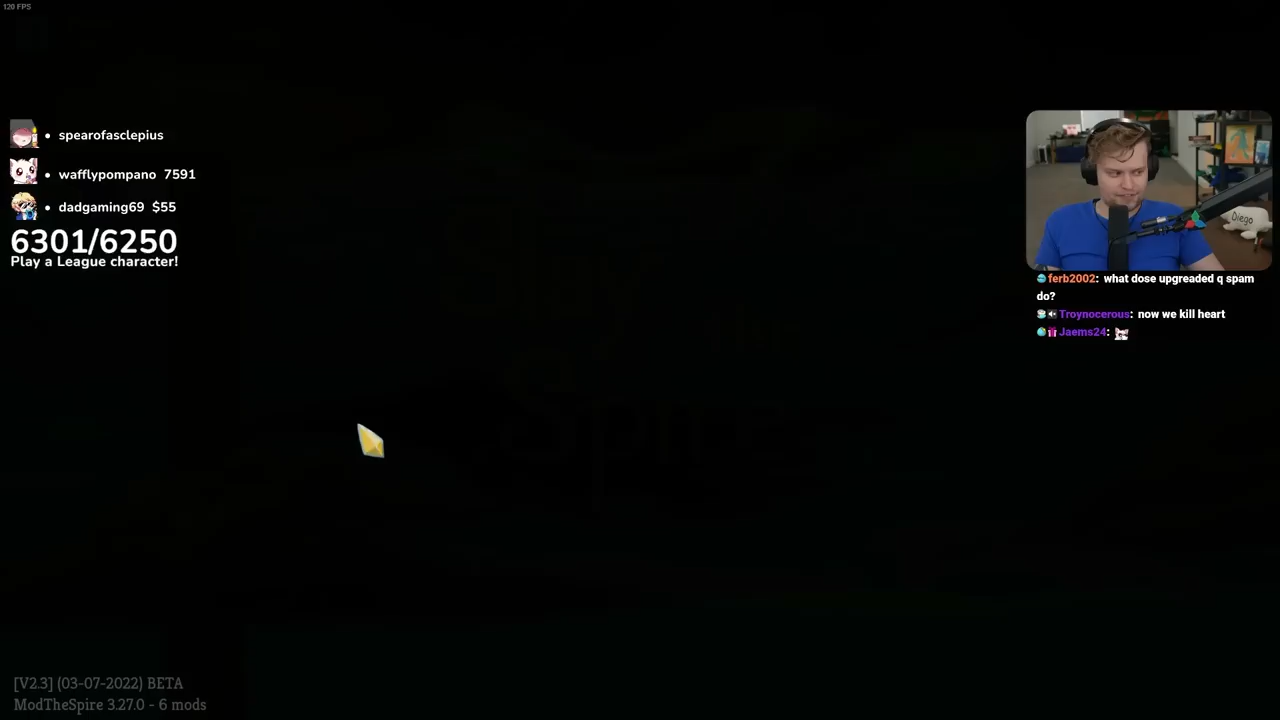 120 FPS
• spearofasclepius
• wafflypompano 7591
• dadgaming69 $55
6301/6250
Play a League character!
Diego
ferb2002: what dose upgreaded q spam
do?
Troynocerous: now we kill heart
Jaems24:
Spire
[V2.3] (03-07-2022) BETA
ModTheSpire 3.27.0 - 6 mods